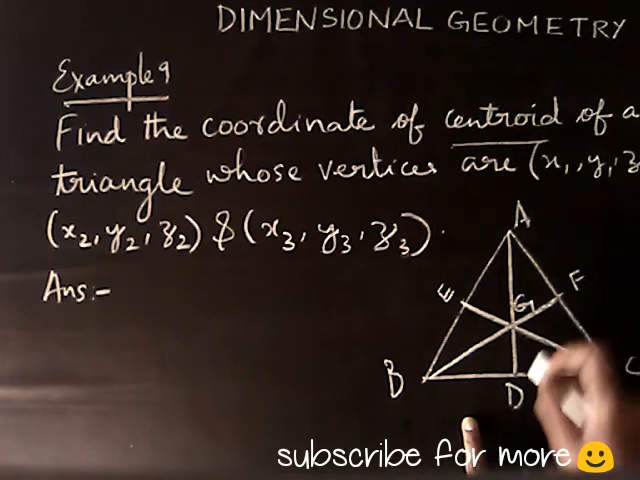 DIMENSIONAL GEOMETRY
Example 9
Find the coordinate of centroid of a
triangle whose vertices are (x₁, y₁, z
(x₂, y₂, z₂) & (x₃, y₃, z₃).
Ans:-
A
E
F
G
B
D
C
subscribe for more🙂